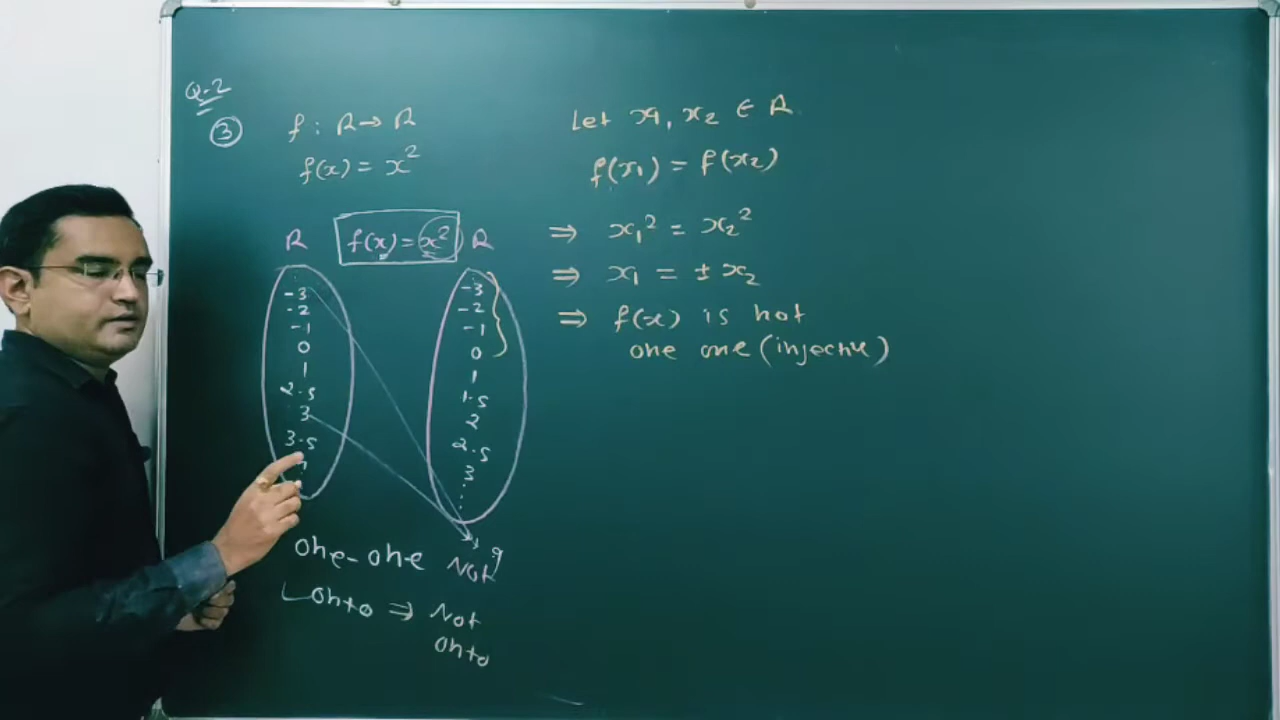 Q-2
③ f : R → R
f(x) = x²
R f(x) = x² R
-3
-2
-1
0
1
2.5
3
3.5
-3
-2
-1
0
1
1.5
2
2.5
3
⋮
9
one-one Not
onto ⇒ Not
onto
Let x₁, x₂ ∈ R
f(x₁) = f(x₂)
⇒ x₁² = x₂²
⇒ x₁ = ± x₂
⇒ f(x) is not
one one (injective)